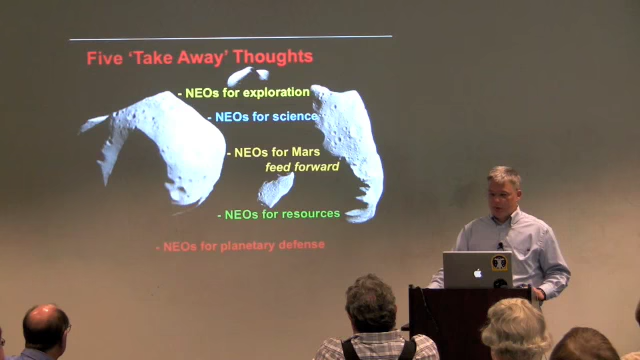 Five ‘Take Away’ Thoughts
- NEOs for exploration
- NEOs for science
- NEOs for Mars
feed forward
- NEOs for resources
- NEOs for planetary defense